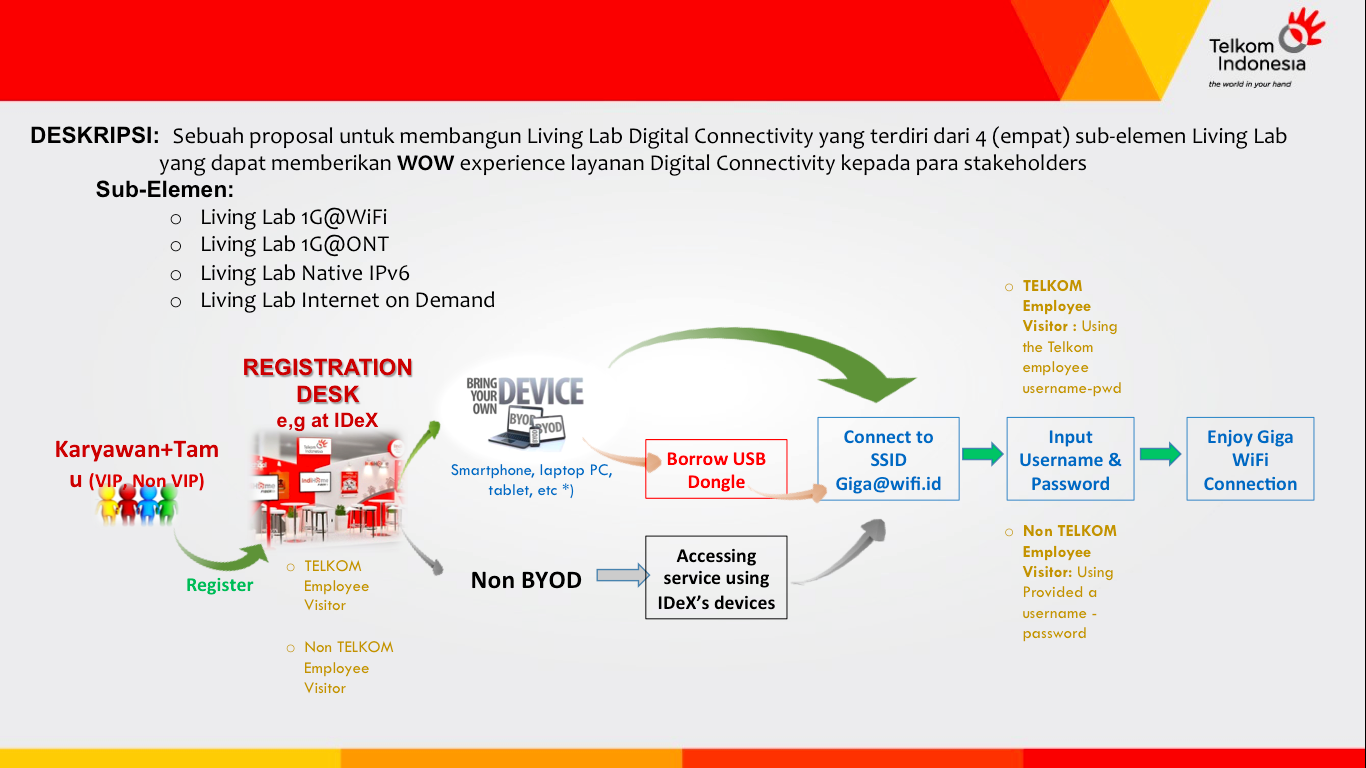 Telkom
Indonesia
the world in your hand
DESKRIPSI: Sebuah proposal untuk membangun Living Lab Digital Connectivity yang terdiri dari 4 (empat) sub-elemen Living Lab
yang dapat memberikan WOW experience layanan Digital Connectivity kepada para stakeholders
Sub-Elemen:
o Living Lab 1G@WiFi
o Living Lab 1G@ONT
o Living Lab Native IPv6
o Living Lab Internet on Demand
Karyawan+Tam
u (VIP, Non VIP)
Register
REGISTRATION
DESK
e,g at IDeX
o TELKOM
Employee
Visitor
o Non TELKOM
Employee
Visitor
BRING
YOUR
OWN
DEVICE
BYOD
BYOD
Smartphone, laptop PC,
tablet, etc *)
Non BYOD
Borrow USB
Dongle
Accessing
service using
IDeX's devices
Connect to
SSID
Giga@wifi.id
o TELKOM
Employee
Visitor : Using
the Telkom
employee
username-pwd
Input
Username &
Password
o Non TELKOM
Employee
Visitor: Using
Provided a
username -
password
Enjoy Giga
WiFi
Connection